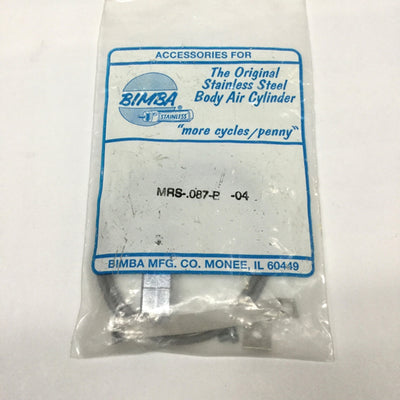 ACCESSORIES FOR
BIMBA
STAINLESS
The Original
Stainless Steel
Body Air Cylinder
"more cycles/penny"
MRS-.087-B -04
BIMBA MFG. CO. MONEE, IL 60449